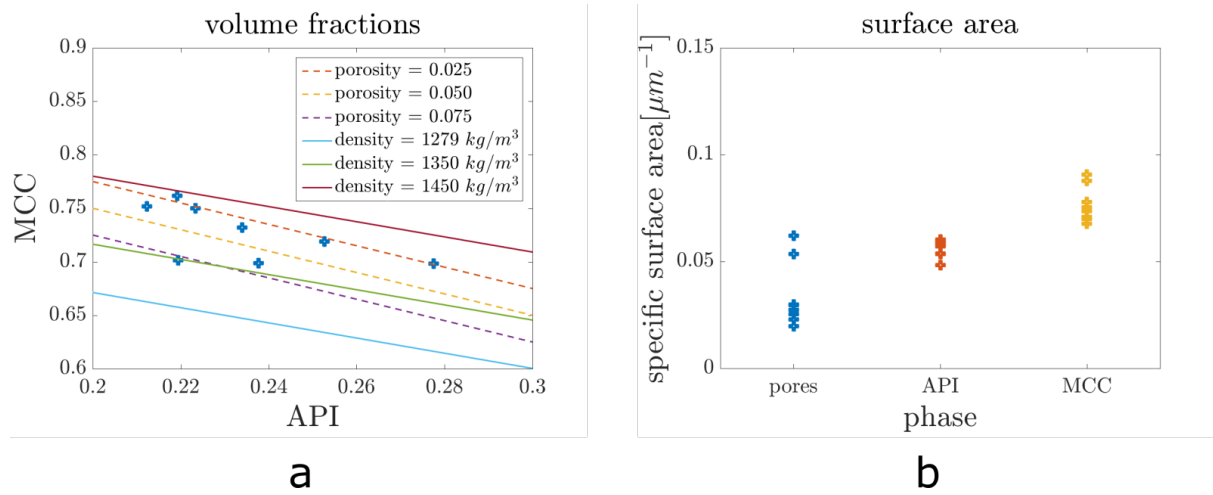 volume fractions
0.9
0.85
0.8
0.75
0.7
0.65
0.6
MCC
porosity = 0.025
porosity = 0.050
porosity = 0.075
density = 1279 kg/m³
density = 1350 kg/m³
density = 1450 kg/m³
0.2 0.22 0.24 0.26 0.28 0.3
API
a
surface area
0.15
0.1
0.05
0
specific surface area[μm⁻¹]
pores API MCC
phase
b